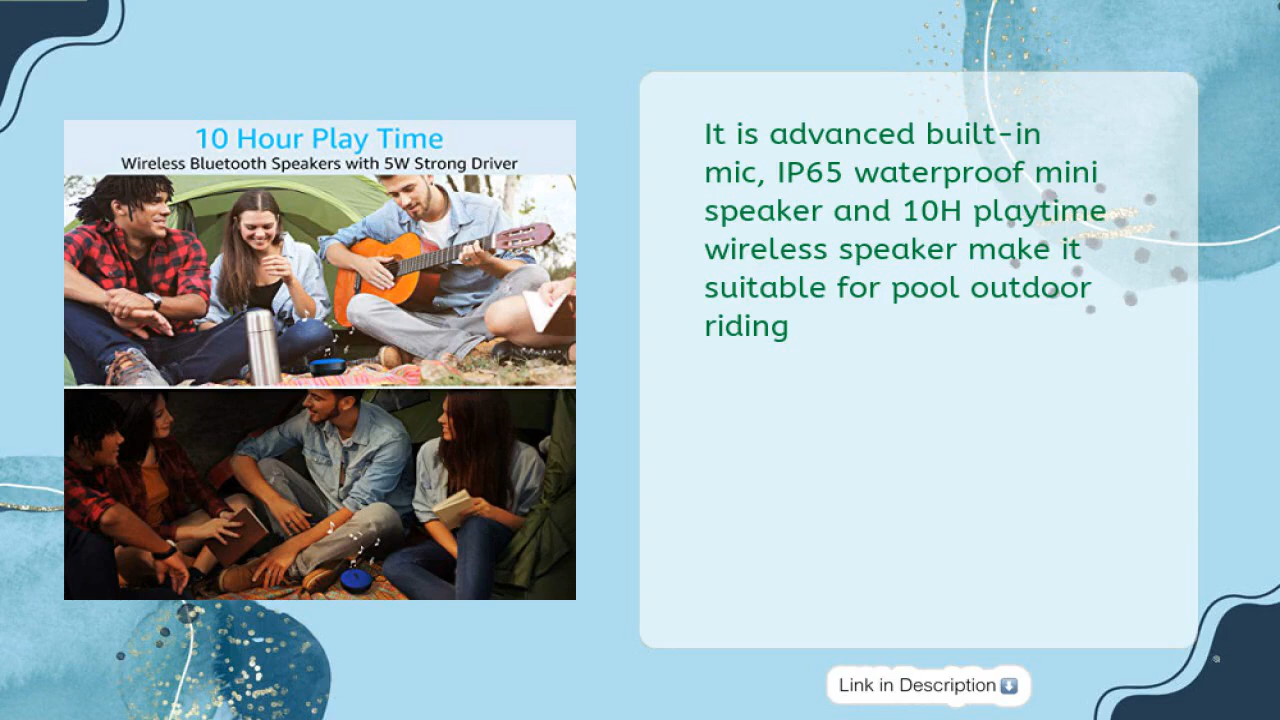 10 Hour Play Time
Wireless Bluetooth Speakers with 5W Strong Driver
It is advanced built-in
mic, IP65 waterproof mini
speaker and 10H playtime
wireless speaker make it
suitable for pool outdoor
riding
Link in Description ⬇️